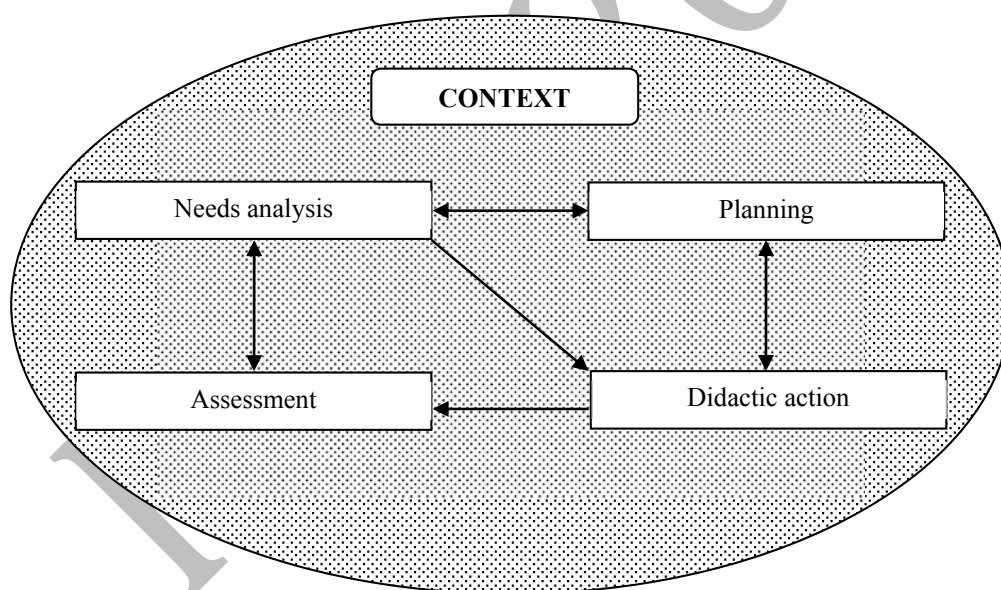 CONTEXT
Needs analysis
Planning
Assessment
Didactic action